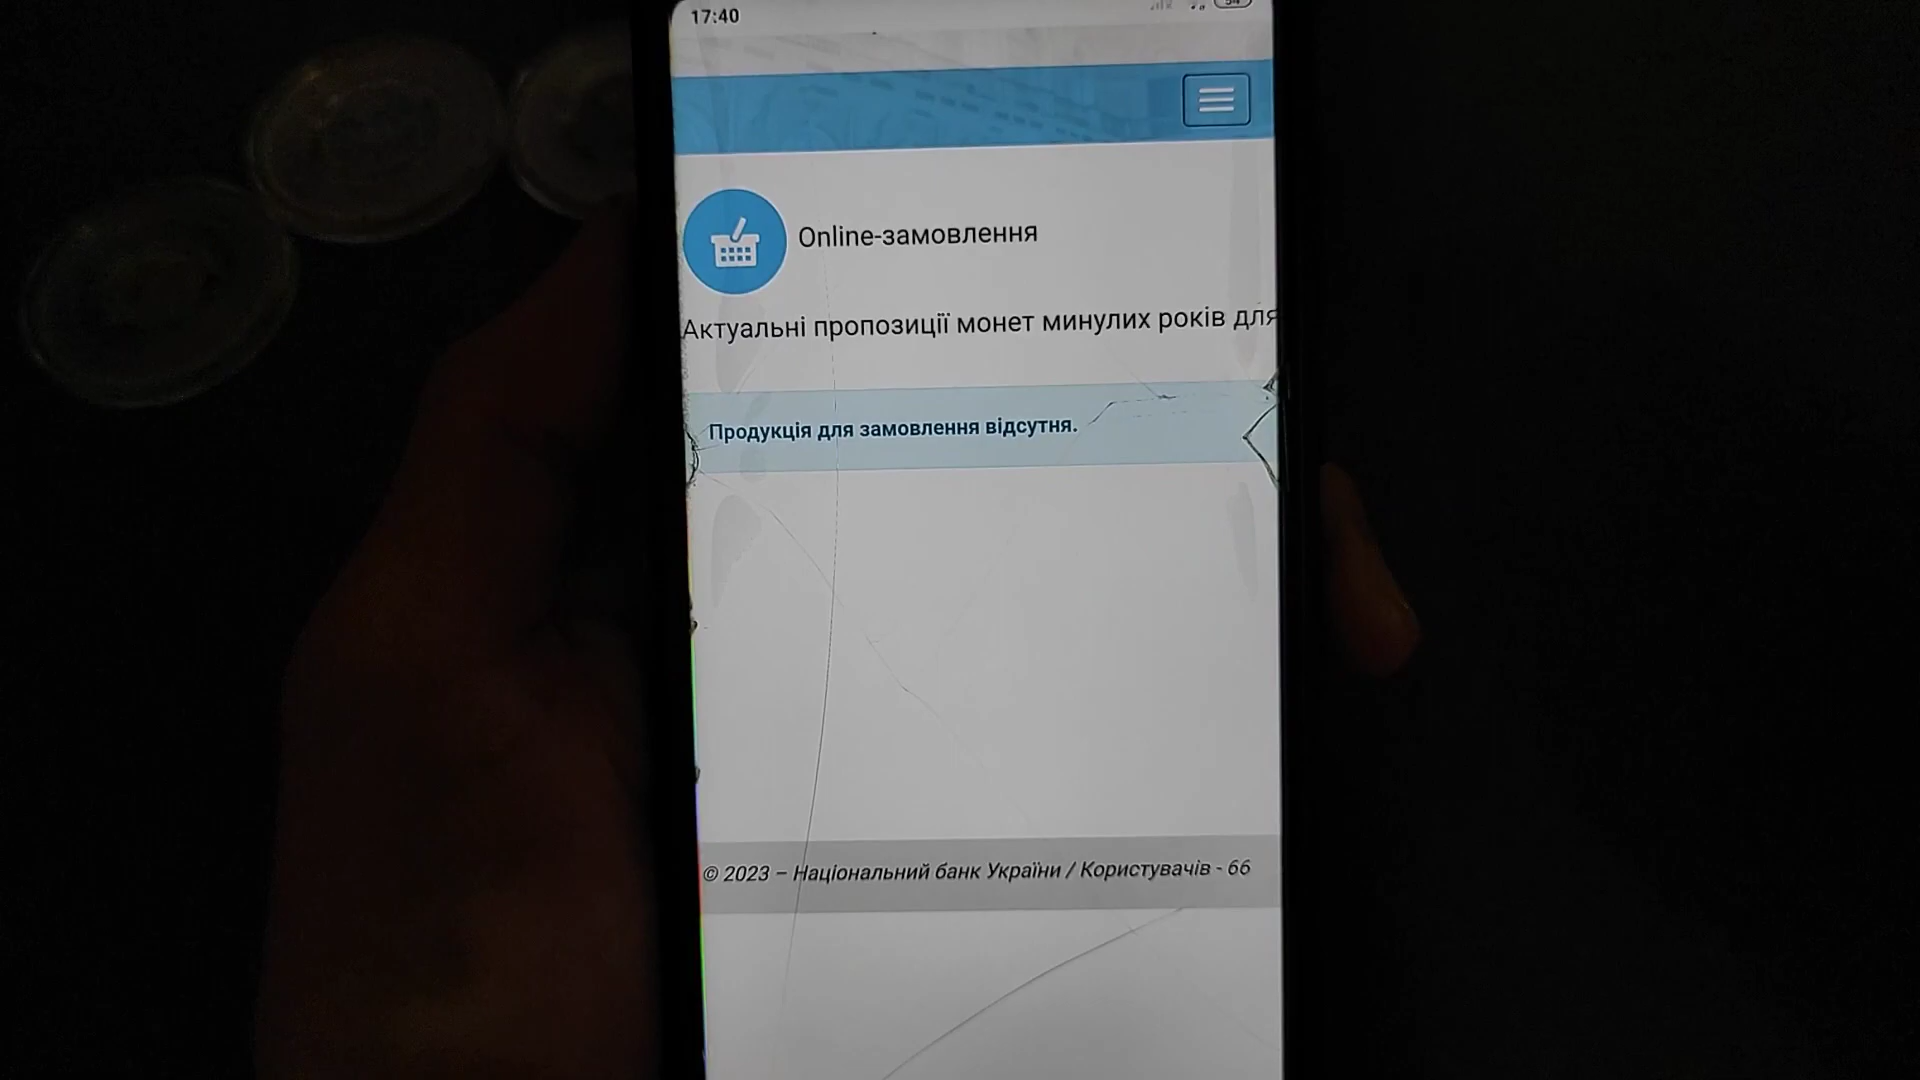 17:40
54
Online-замовлення
Актуальні пропозиції монет минулих років для
Продукція для замовлення відсутня.
© 2023 – Національний банк України / Користувачів - 66